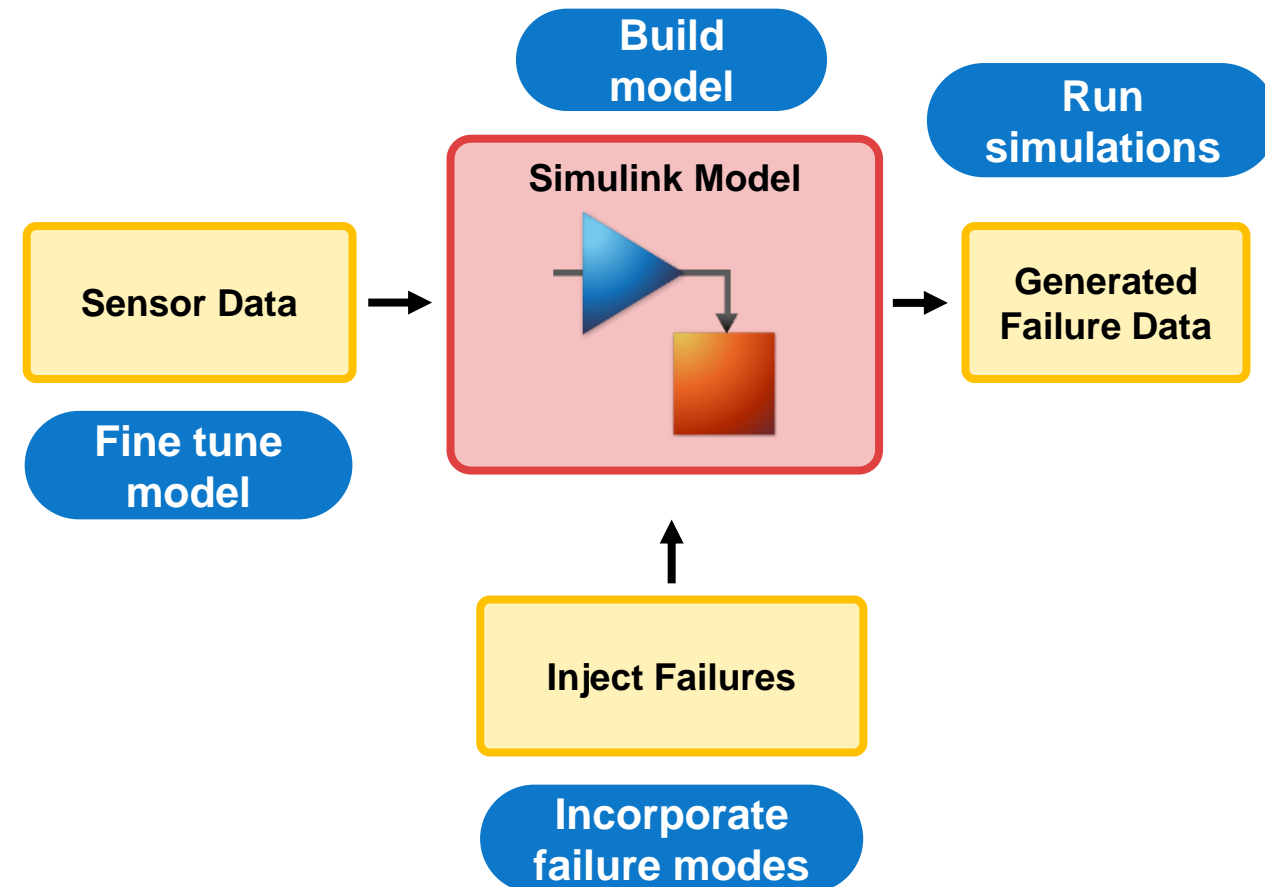 Build
model
Run
simulations
Simulink Model
Sensor Data
Generated
Failure Data
Fine tune
model
Inject Failures
Incorporate
failure modes